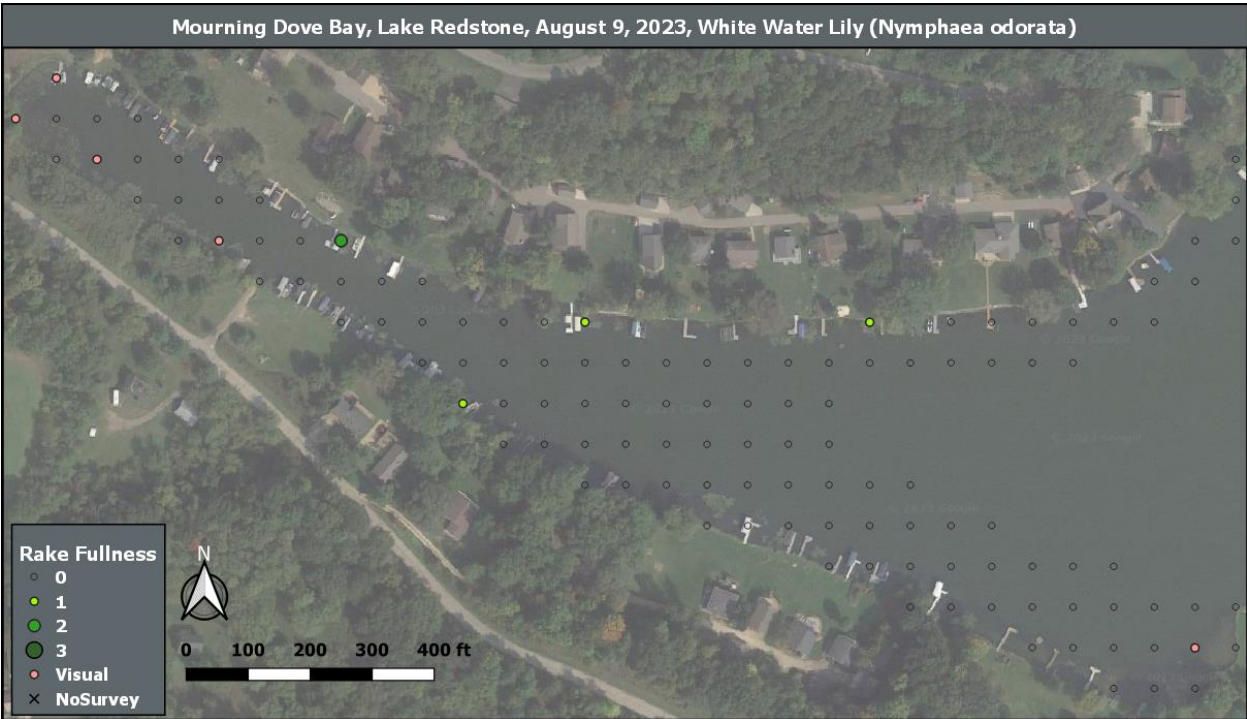 Mourning Dove Bay, Lake Redstone, August 9, 2023, White Water Lily (Nymphaea odorata)
Rake Fullness
0
1
2
3
Visual
NoSurvey
N
0 100 200 300 400 ft